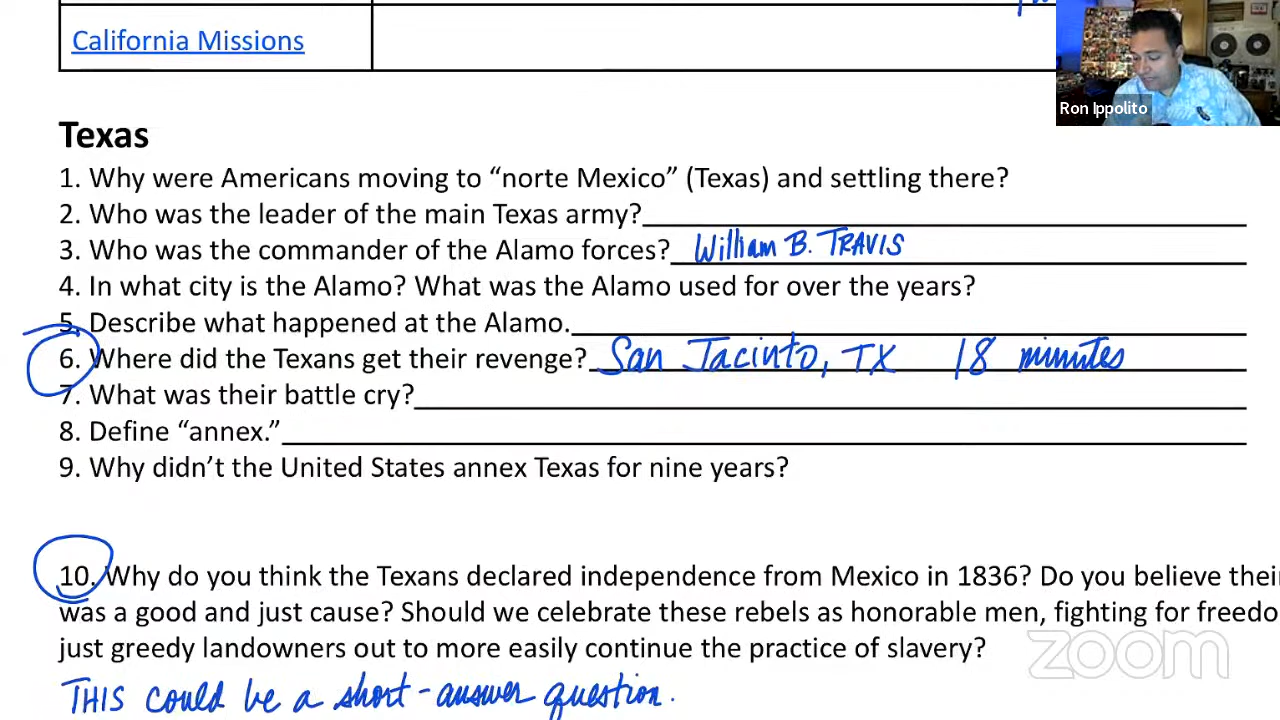 California Missions
Ron Ippolito
Texas
1. Why were Americans moving to “norte Mexico” (Texas) and settling there?
2. Who was the leader of the main Texas army?
3. Who was the commander of the Alamo forces? William B. TRAVIS
4. In what city is the Alamo? What was the Alamo used for over the years?
5. Describe what happened at the Alamo.
6. Where did the Texans get their revenge? San Jacinto, TX 18 minutes
7. What was their battle cry?
8. Define “annex.”
9. Why didn’t the United States annex Texas for nine years?
10. Why do you think the Texans declared independence from Mexico in 1836? Do you believe their
was a good and just cause? Should we celebrate these rebels as honorable men, fighting for freedo
just greedy landowners out to more easily continue the practice of slavery?
zoom
THIS could be a short-answer question.